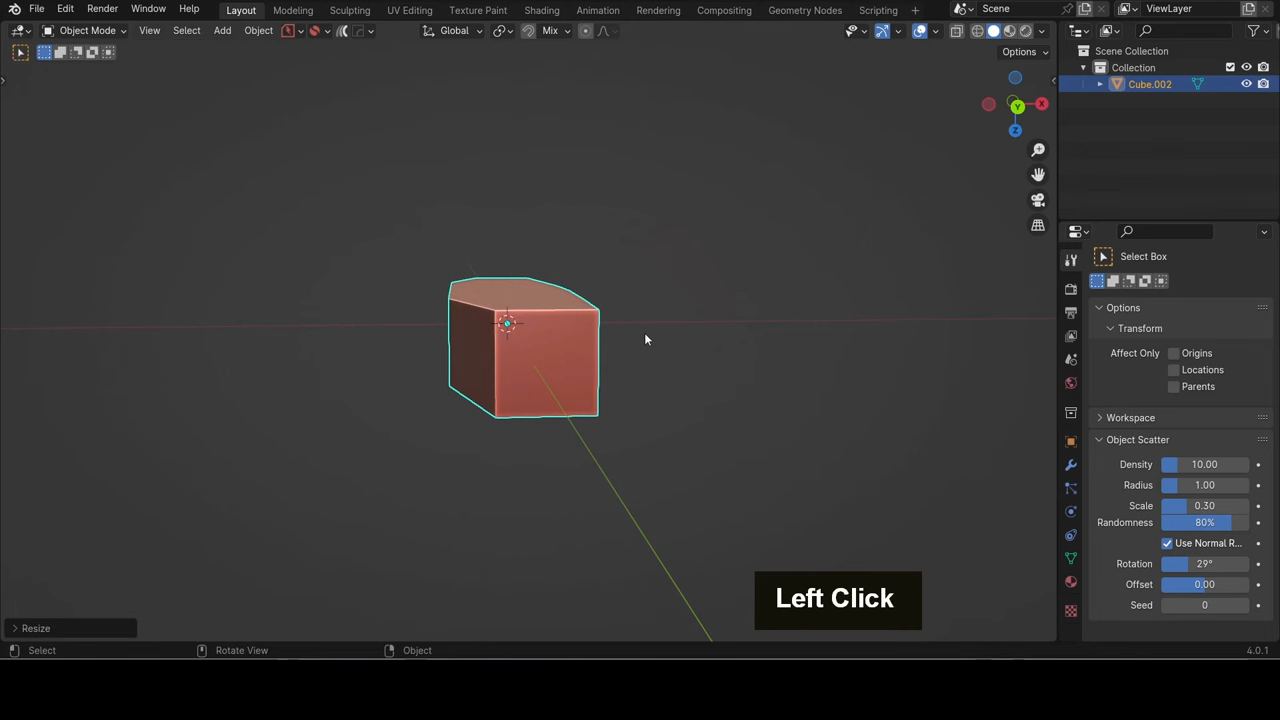 File Edit Render Window Help Layout Modeling Resizing UV Editing Texture Paint Shading Animation Rendering Compositing Geometry Nodes Scripting + Scene ViewLayer
Object Mode View Select Add Object Global Mix
Options
X
Y
Z
Scene Collection
Collection
Cube.002
Select Box
Options
Transform
Affect Only Origins
Locations
Parents
Workspace
Object Scatter
Density 10.00
Radius 1.00
Scale 0.30
Randomness 80%
Use Normal R...
Rotation 29°
Offset 0.00
Seed 0
Left Click
Resize
Select Rotate View Object 4.0.1